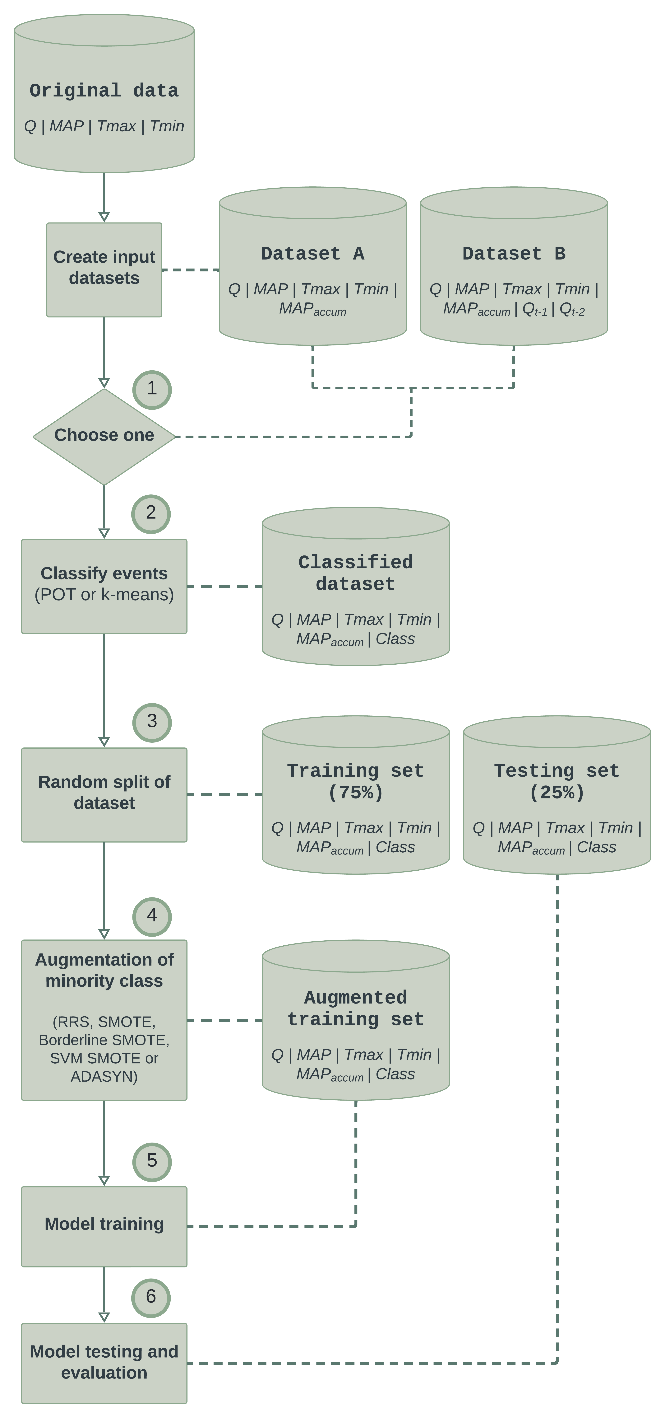 Original data
Q | MAP | Tmax | Tmin
Create input
datasets
Dataset A
Q | MAP | Tmax | Tmin |
MAPaccum
Dataset B
Q | MAP | Tmax | Tmin |
MAPaccum | Qt-1 | Qt-2
1
Choose one
2
Classify events
(POT or k-means)
Classified
dataset
Q | MAP | Tmax | Tmin |
MAPaccum | Class
3
Random split of
dataset
Training set
(75%)
Q | MAP | Tmax | Tmin |
MAPaccum | Class
Testing set
(25%)
Q | MAP | Tmax | Tmin |
MAPaccum | Class
4
Augmentation of
minority class
(RRS, SMOTE,
Borderline SMOTE,
SVM SMOTE or
ADASYN)
Augmented
training set
Q | MAP | Tmax | Tmin |
MAPaccum | Class
5
Model training
6
Model testing and
evaluation